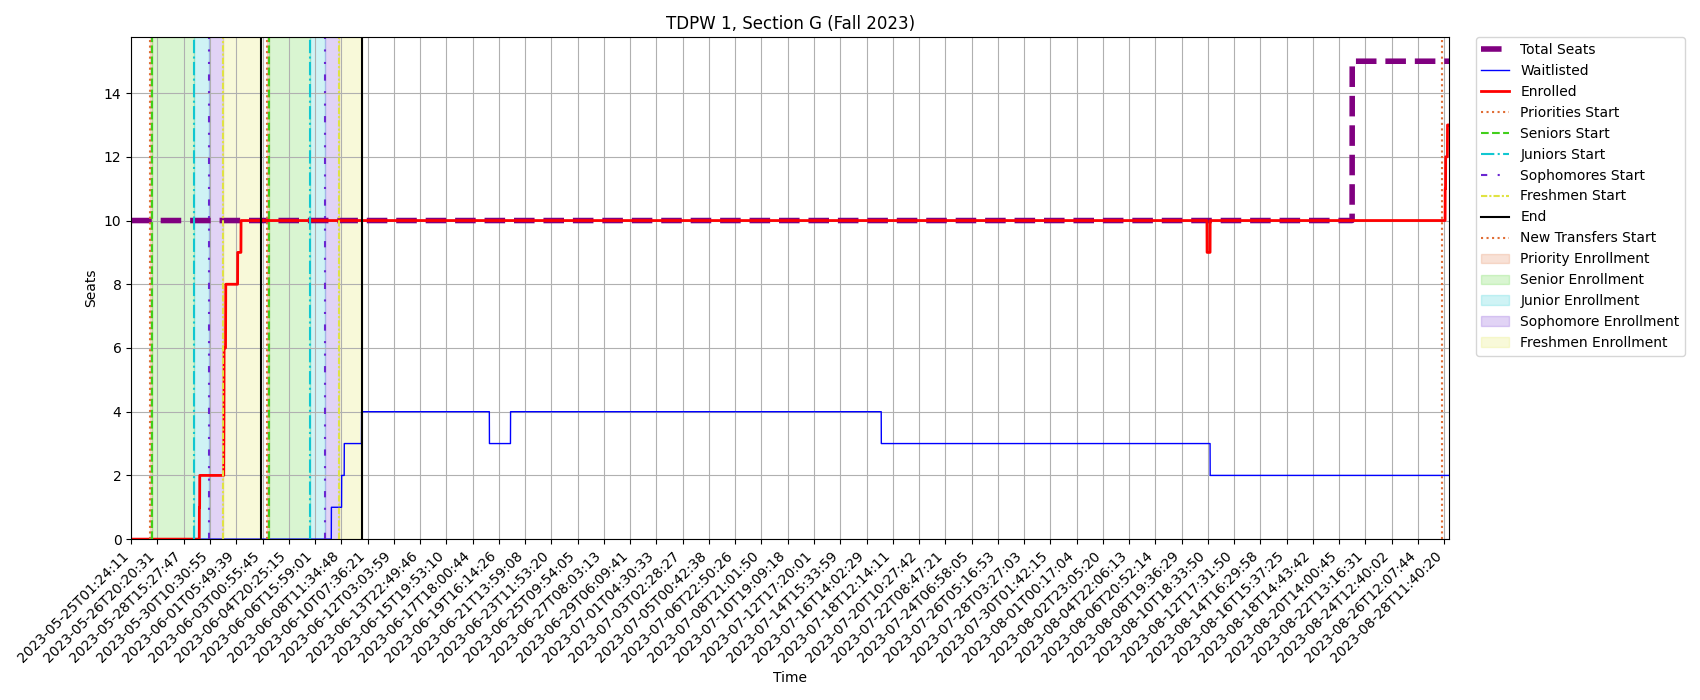 TDPW 1, Section G (Fall 2023)
Seats
14
12
10
8
6
4
2
0
2023-05-25T01:24:11
2023-05-26T20:20:31
2023-05-28T15:27:47
2023-05-30T10:30:55
2023-06-01T05:49:39
2023-06-03T00:55:45
2023-06-04T20:25:15
2023-06-06T15:59:01
2023-06-08T11:34:48
2023-06-10T07:36:21
2023-06-12T03:03:59
2023-06-13T22:49:46
2023-06-15T19:53:10
2023-06-17T18:00:44
2023-06-19T16:14:26
2023-06-21T13:59:08
2023-06-23T11:53:20
2023-06-25T09:54:05
2023-06-27T08:03:13
2023-06-29T06:09:41
2023-07-01T04:30:33
2023-07-03T02:28:27
2023-07-05T00:42:38
2023-07-06T22:50:26
2023-07-08T21:01:50
2023-07-10T19:09:18
2023-07-12T17:20:01
2023-07-14T15:33:59
2023-07-16T14:02:29
2023-07-18T12:14:11
2023-07-20T10:27:42
2023-07-22T08:47:21
2023-07-24T06:58:05
2023-07-26T05:16:53
2023-07-28T03:27:03
2023-07-30T01:42:15
2023-08-01T00:17:04
2023-08-02T23:05:20
2023-08-04T22:06:13
2023-08-06T20:52:14
2023-08-08T19:36:29
2023-08-10T18:33:50
2023-08-12T17:31:50
2023-08-14T16:29:58
2023-08-16T15:37:25
2023-08-18T14:43:42
2023-08-20T14:00:45
2023-08-22T13:16:31
2023-08-24T12:40:02
2023-08-26T12:07:44
2023-08-28T11:40:20
Time
Total Seats
Waitlisted
Enrolled
Priorities Start
Seniors Start
Juniors Start
Sophomores Start
Freshmen Start
End
New Transfers Start
Priority Enrollment
Senior Enrollment
Junior Enrollment
Sophomore Enrollment
Freshmen Enrollment